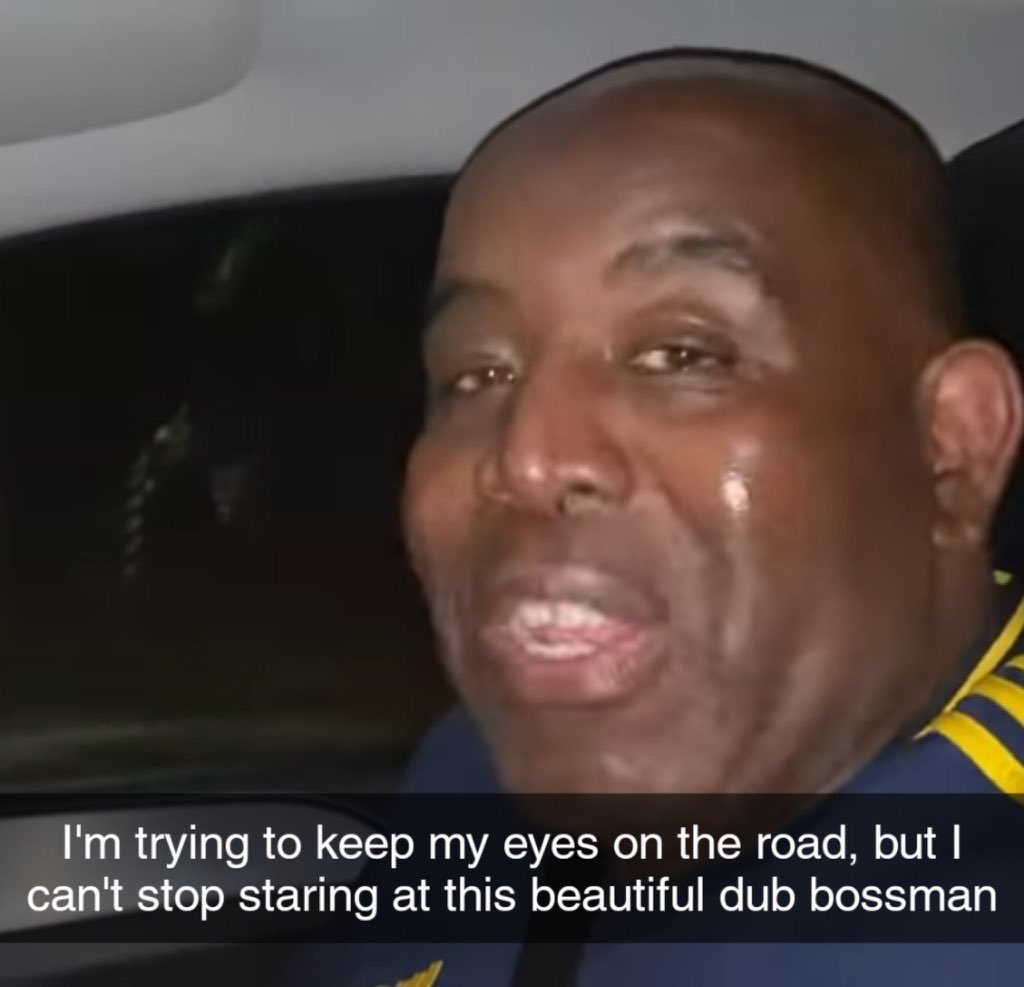 I'm trying to keep my eyes on the road, but I
can't stop staring at this beautiful dub bossman